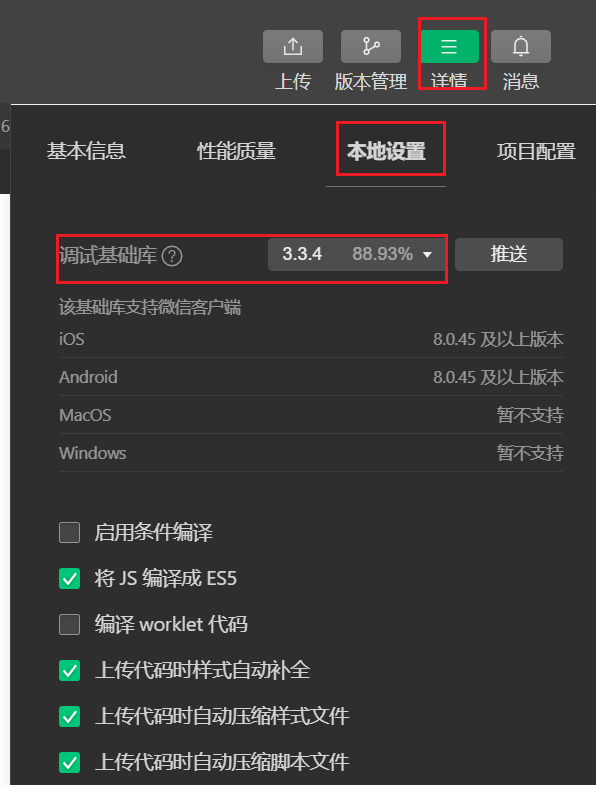 上传 版本管理 详情 消息
6
基本信息 性能质量 本地设置 项目配置
调试基础库 ? 3.3.4 88.93% 推送
该基础库支持微信客户端
iOS 8.0.45 及以上版本
Android 8.0.45 及以上版本
MacOS 暂不支持
Windows 暂不支持
启用条件编译
将 JS 编译成 ES5
编译 worklet 代码
上传代码时样式自动补全
上传代码时自动压缩样式文件
上传代码时自动压缩脚本文件